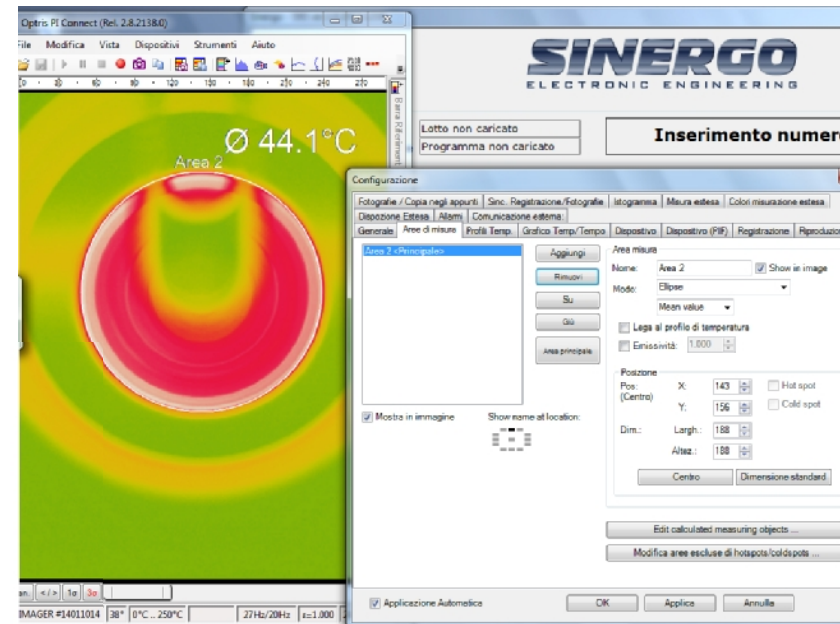 Optris PI Connect (Rel. 2.8.2138.0)
File Modifica Vista Dispositivi Strumenti Aiuto
SINERGO
ELECTRONIC ENGINEERING
Lotto non caricato
Programma non caricato
Inserimento numer
Ø 44.1°C
Area 2
Configurazione
Fotografie / Copia negli appunti Sinc. Registrazione/Fotografie Istogramma Misura estesa Colori misurazione estesa
Disposizione Estesa Allarmi Comunicazione esterna:
Generale Aree di misura Profili Temp. Grafico Temp/Tempo Dispositivo Dispositivo (PIF) Registrazione Riproduzion
Area 2 <Principale>
Aggiungi
Rimuovi
Su
Giù
Area principale
Mostra in immagine
Show name at location:
Area misura
Nome: Area 2 Show in image
Mode: Ellipse
Mean value
Lega al profilo di temperatura
Emissività: 1.000
Posizione
Pos: (Centro) X: 143 Hot spot
Y: 156 Cold spot
Dim.: Largh.: 188
Altez.: 188
Centro Dimensione standard
Edit calculated measuring objects ...
Modifica aree escluse di hotspots/coldspots ...
Applicazione Automatica OK Applica Annulla
an. </> 1σ 3σ
IMAGER #14011014 38° 0°C .. 250°C 27Hz/20Hz ε=1.000